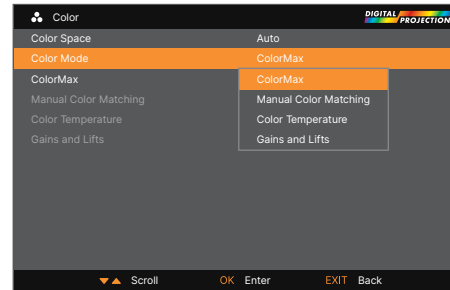 Color
DIGITAL PROJECTION
Color Space Auto
Color Mode ColorMax
ColorMax ColorMax
Manual Color Matching Manual Color Matching
Color Temperature Color Temperature
Gains and Lifts Gains and Lifts
Scroll OK Enter EXIT Back